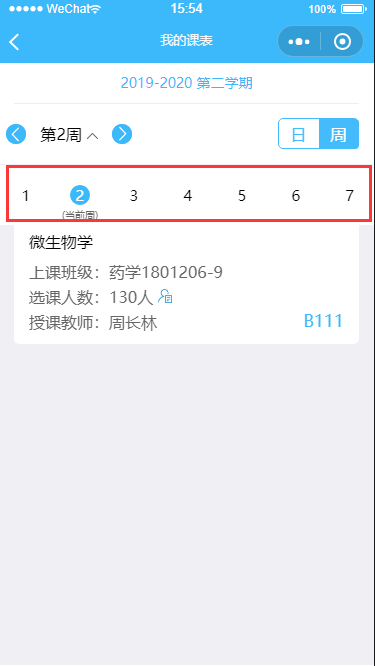 ●●●●● WeChat 15:54 100%
我的课表
2019-2020 第二学期
第2周 日 周
1 2 3 4 5 6 7
(当前周)
微生物学
上课班级：药学1801206-9
选课人数：130人
授课教师：周长林 B111